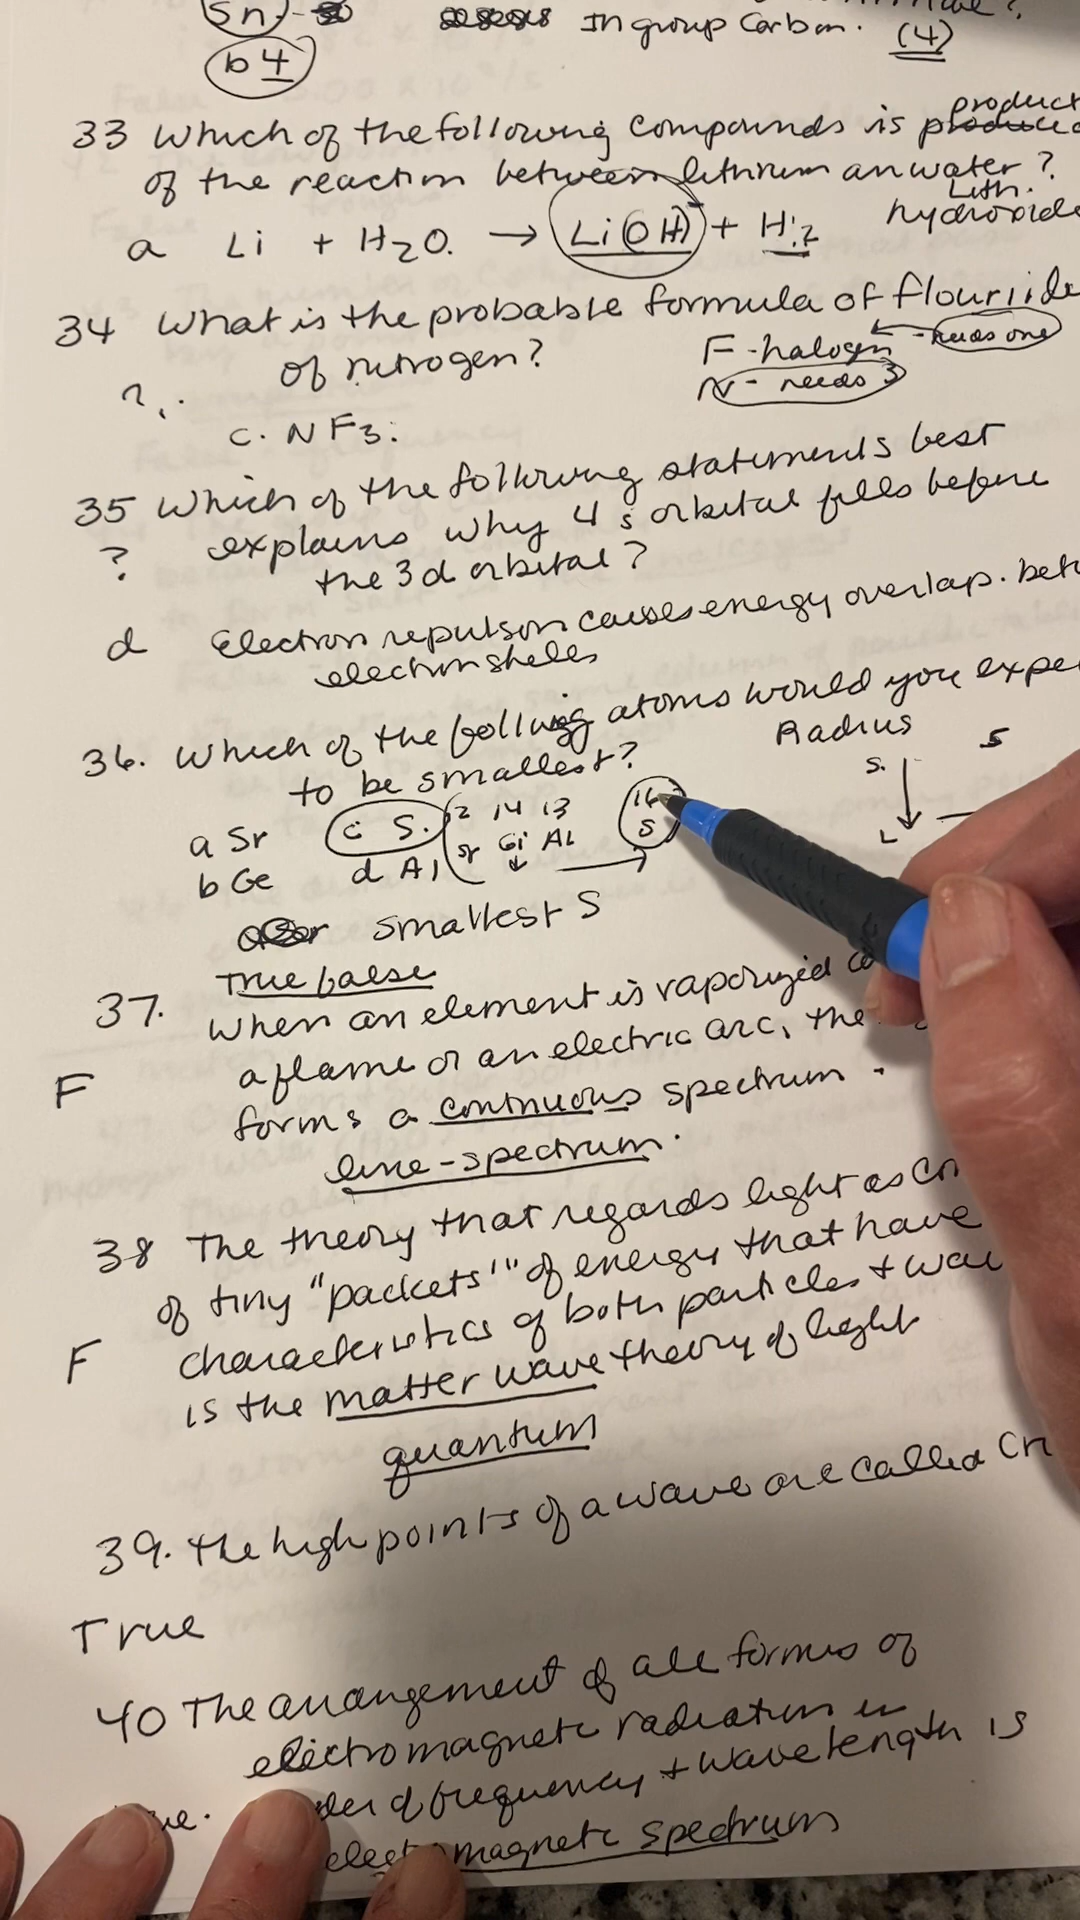 Sn.
In group Carbon. (4)
b 4
product
33 Which of the following compounds is
of the reaction between lithium an water?
Lith.
a Li + H2O. → Li(OH) + H2 hydroxide
34 What is the probable formula of flouriide
of nitrogen? F - halogen - needs one
?. N - needs 3
C. NF3.
35 Which of the following statements best
? explains why 4s orbital fills before
the 3d orbital?
d Electron repulson causes energy overlap. bet
electron shells
36. Which of the following atoms would you expe
to be smallest? Radius
S. S
a Sr c S. 2 14 13 16
b Ge d Al Sr Al S
L
smallest S
True false
37. When an element is vaporized
a flame or an electric arc, the
F forms a continuous spectrum.
line-spectrum.
38 The theory that regards light as con
of tiny "packets" of energy that have
F characteristics of both particles + wav
is the matter wave theory of light
quantum
39. The high points of a wave are called Cr
True
40 The arrangement of all forms of
electromagnetic radiation in
of frequency + wavelength is
electromagnetic spectrum